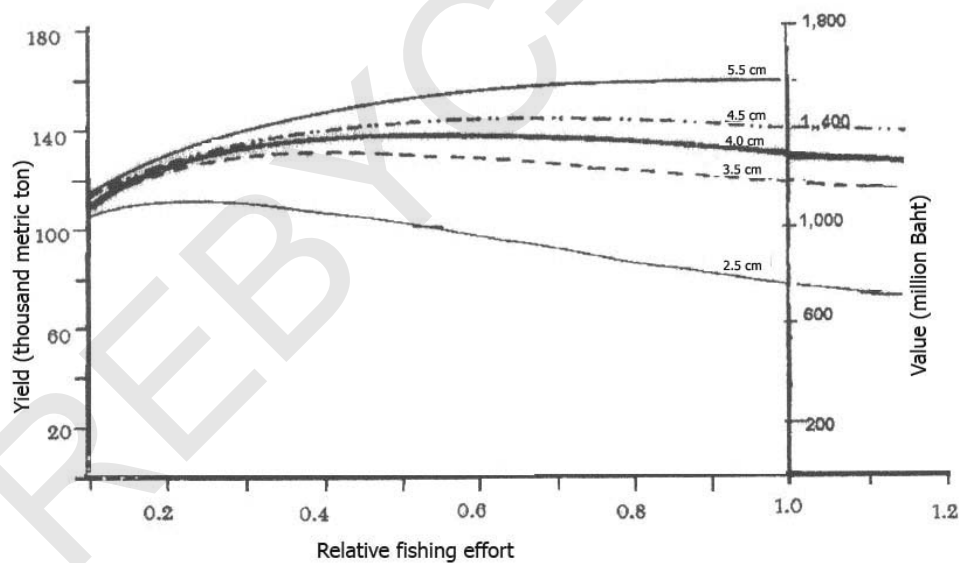 180
140
100
60
20
Yield (thousand metric ton)
1,800
1,400
1,000
600
200
Value (million Baht)
5.5 cm
4.5 cm
4.0 cm
3.5 cm
2.5 cm
0.2
0.4
0.6
0.8
1.0
1.2
Relative fishing effort
REBYC-